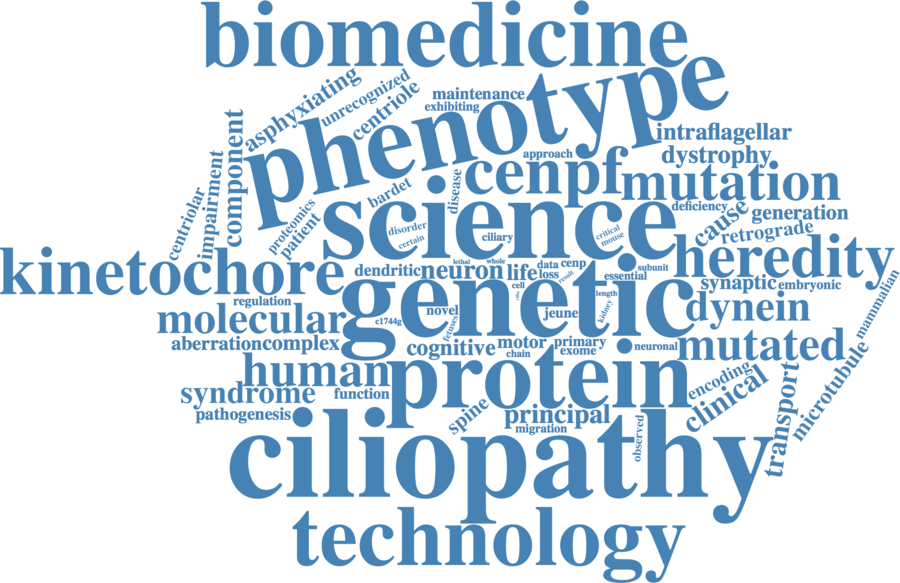 biomedicine
phenotype
asphyxiating
unrecognized
centriole
maintenance
exhibiting
intraflagellar
dystrophy
approach
cenpf
mutation
component
impairment
centriolar
proteomics
patient
bardet
disease
science
disorder
certain
ciliary
critical
mouse
deficiency
cause
generation
retrograde
heredity
kinetochore
dendritic
neuron
lethal
whole
life
cell
data
cenp
loss
result
subunit
essential
synaptic
embryonic
mammalian
regulation
genetic
cilia
length
kidney
dynein
molecular
c1744g
novel
fetuses
jeune
aberration
complex
cognitive
motor
chain
primary
exome
neuronal
mutated
microtubule
human
protein
encoding
clinical
transport
syndrome
function
pathogenesis
spine
principal
migration
observed
ciliopathy
technology